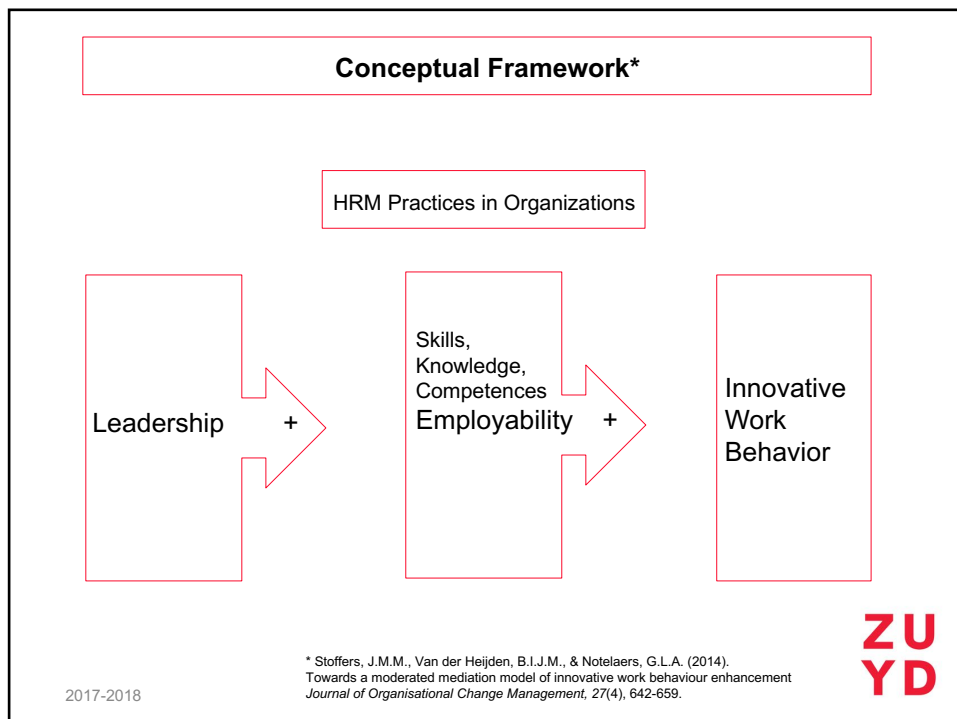 Conceptual Framework*
HRM Practices in Organizations
Leadership +
Skills,
Knowledge,
Competences
Employability +
Innovative
Work
Behavior
* Stoffers, J.M.M., Van der Heijden, B.I.J.M., & Notelaers, G.L.A. (2014).
Towards a moderated mediation model of innovative work behaviour enhancement
Journal of Organisational Change Management, 27(4), 642-659.
2017-2018
ZU
YD